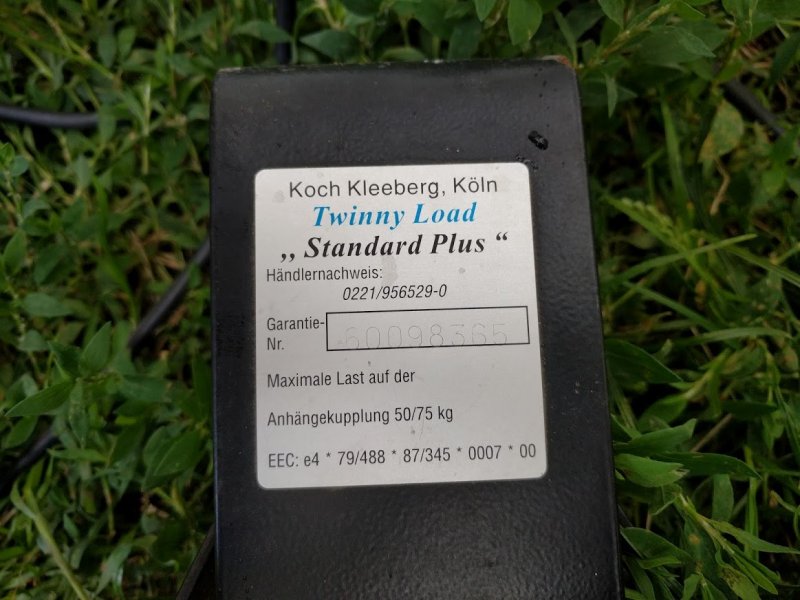 Koch Kleeberg, Köln
Twinny Load
,, Standard Plus “
Händlernachweis:
0221/956529-0
Garantie-
Nr. 60098365
Maximale Last auf der
Anhängekupplung 50/75 kg
EEC: e4 * 79/488 * 87/345 * 0007 * 00